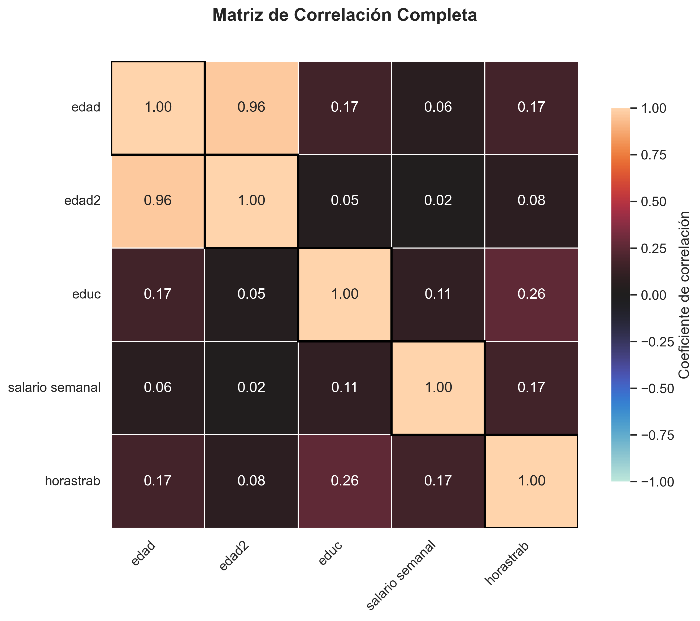 Matriz de Correlación Completa
edad 1.00 0.96 0.17 0.06 0.17
edad2 0.96 1.00 0.05 0.02 0.08
educ 0.17 0.05 1.00 0.11 0.26
salario semanal 0.06 0.02 0.11 1.00 0.17
horastrab 0.17 0.08 0.26 0.17 1.00
edad edad2 educ salario semanal horastrab
1.00
0.75
0.50
0.25
0.00
−0.25
−0.50
−0.75
−1.00
Coeficiente de correlación